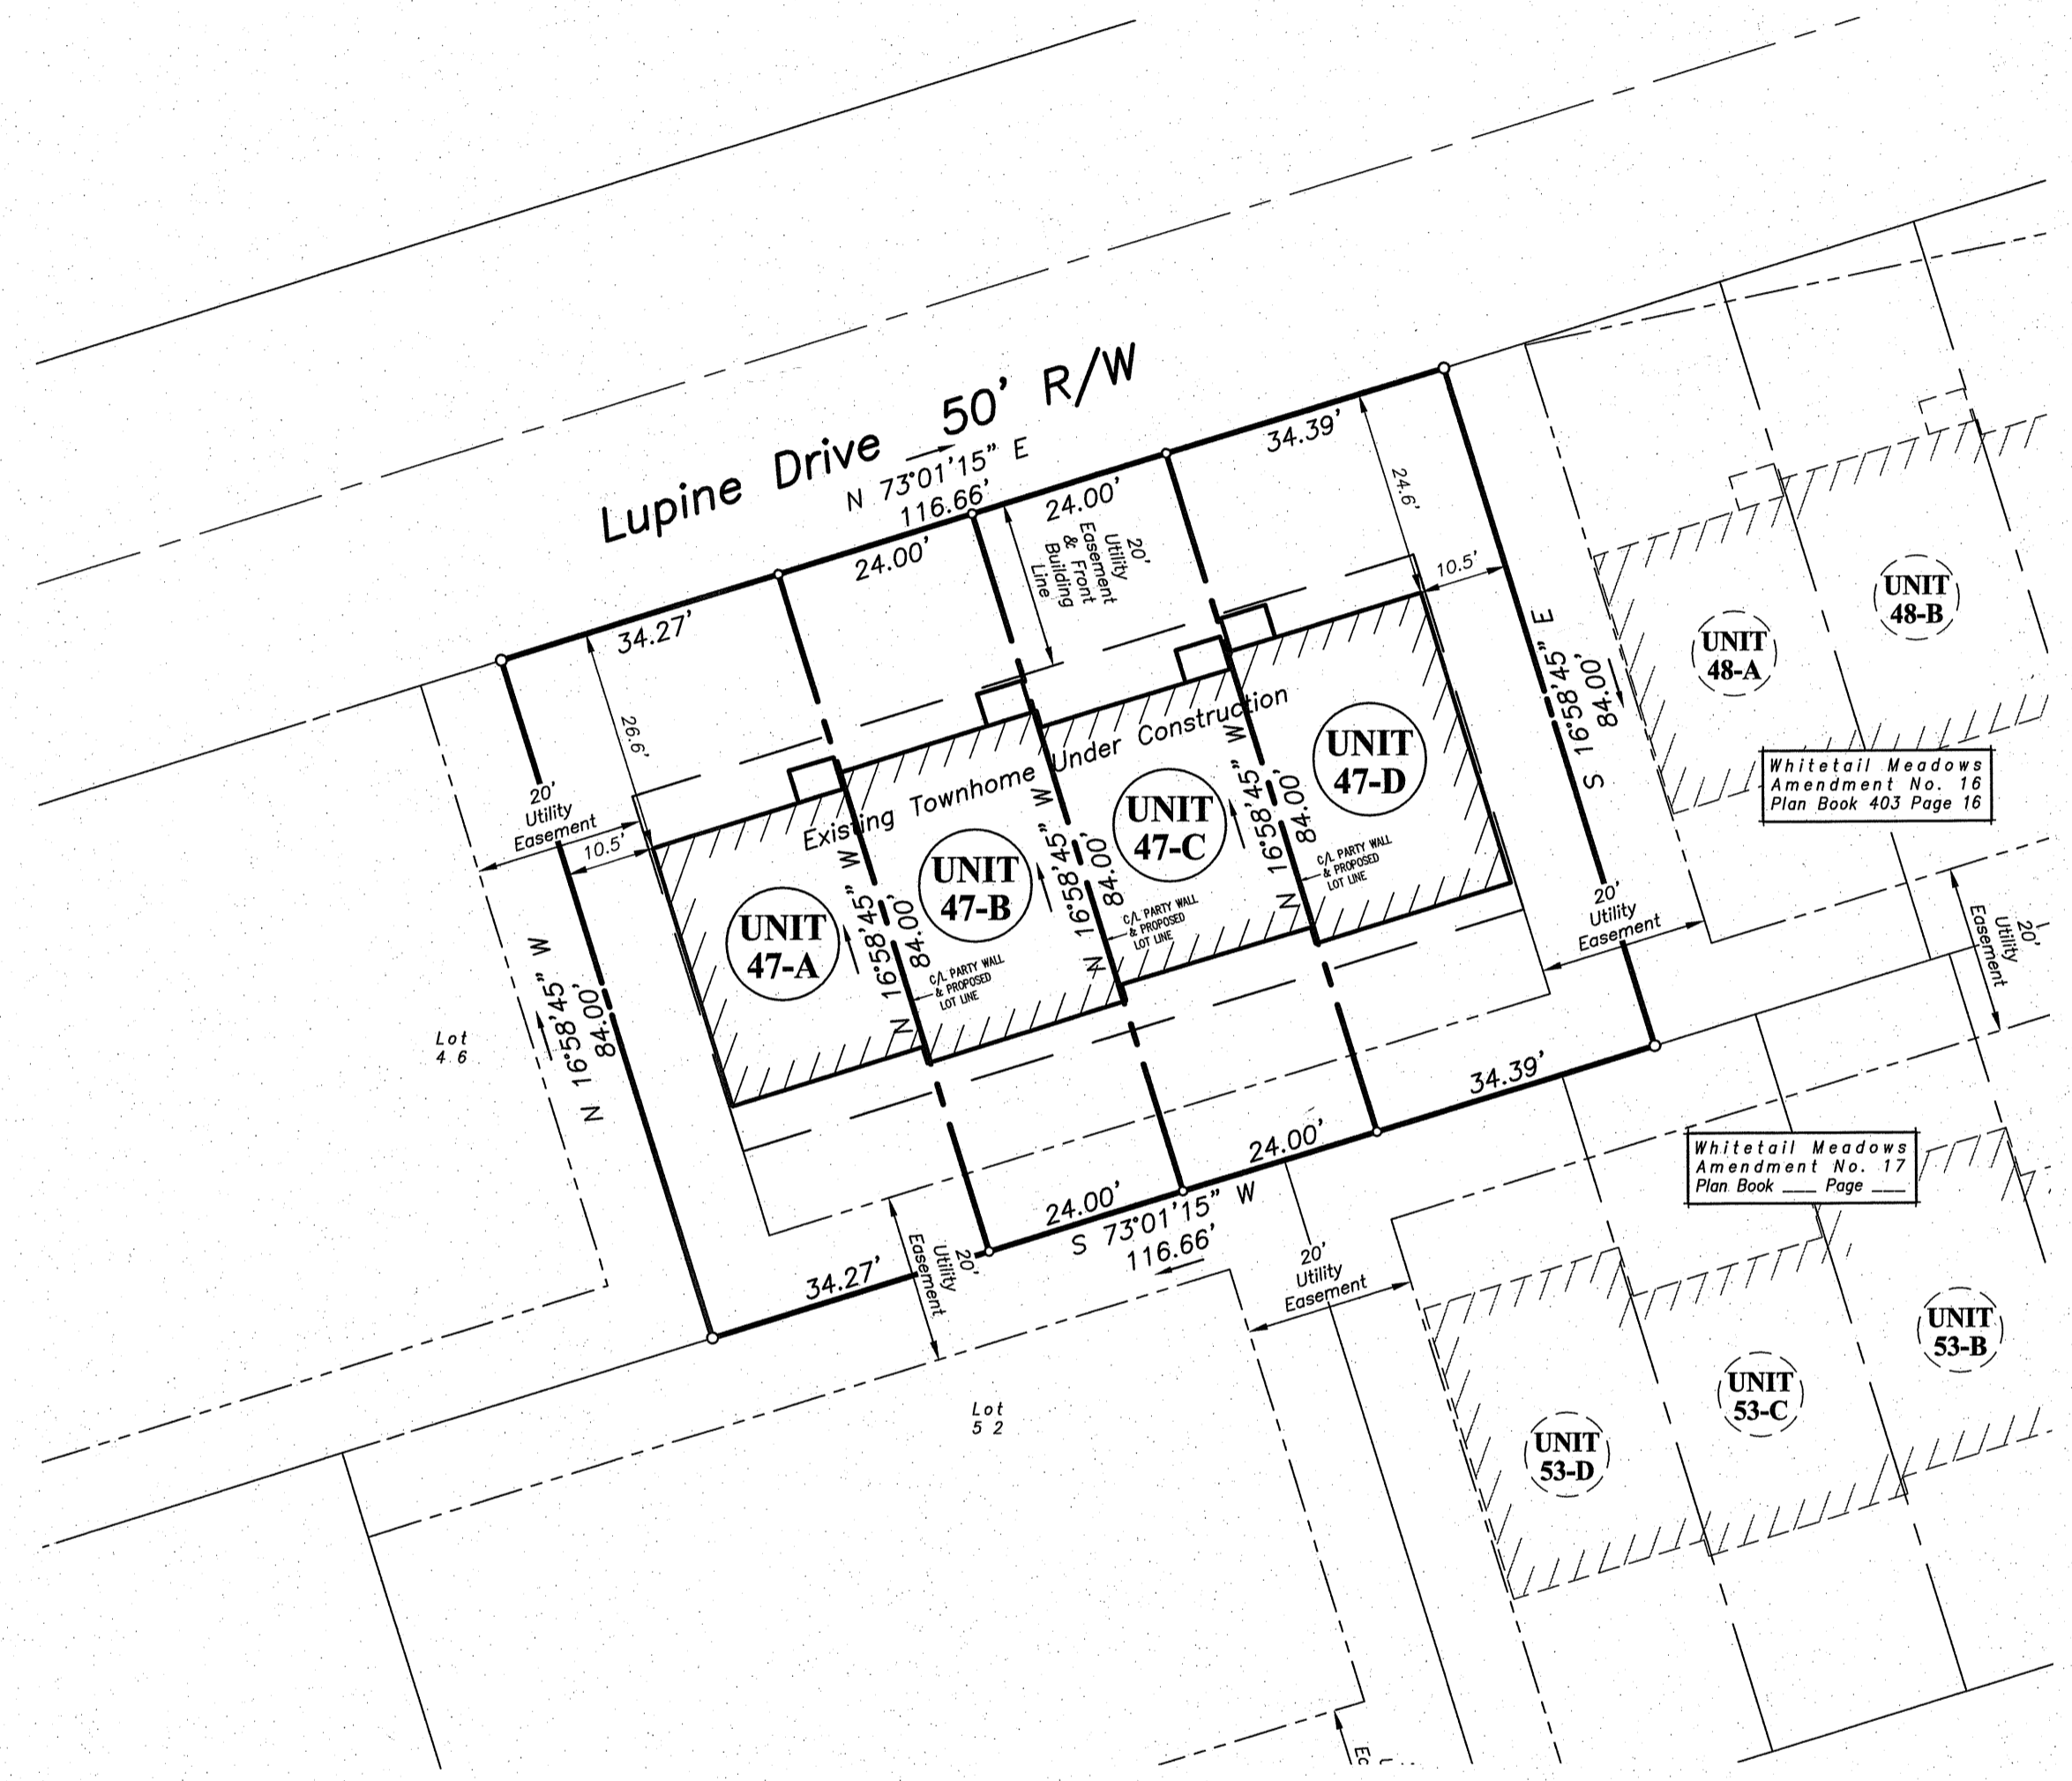 Lupine Drive 50' R/W
N 73°01'15" E
116.66'
34.27'
24.00'
24.00'
34.39'
20'
Utility
Easement
& Front
Building
Line
24.6'
10.5'
26.6'
20'
Utility
Easement
10.5'
Existing Townhome Under Construction
UNIT
47-A
UNIT
47-B
UNIT
47-C
UNIT
47-D
N 16°58'45" W
84.00'
N 16°58'45" W
84.00'
C/L PARTY WALL
& PROPOSED
LOT LINE
N 16°58'45" W
84.00'
C/L PARTY WALL
& PROPOSED
LOT LINE
N 16°58'45" W
84.00'
C/L PARTY WALL
& PROPOSED
LOT LINE
S 16°58'45" E
84.00'
20'
Utility
Easement
UNIT
48-A
UNIT
48-B
Whitetail Meadows
Amendment No. 16
Plan Book 403 Page 16
20'
Utility
Easement
Lot
46
34.27'
24.00'
24.00'
34.39'
S 73°01'15" W
116.66'
20'
Utility
Easement
20'
Utility
Easement
Whitetail Meadows
Amendment No. 17
Plan Book ___ Page ___
Lot
52
UNIT
53-D
UNIT
53-C
UNIT
53-B